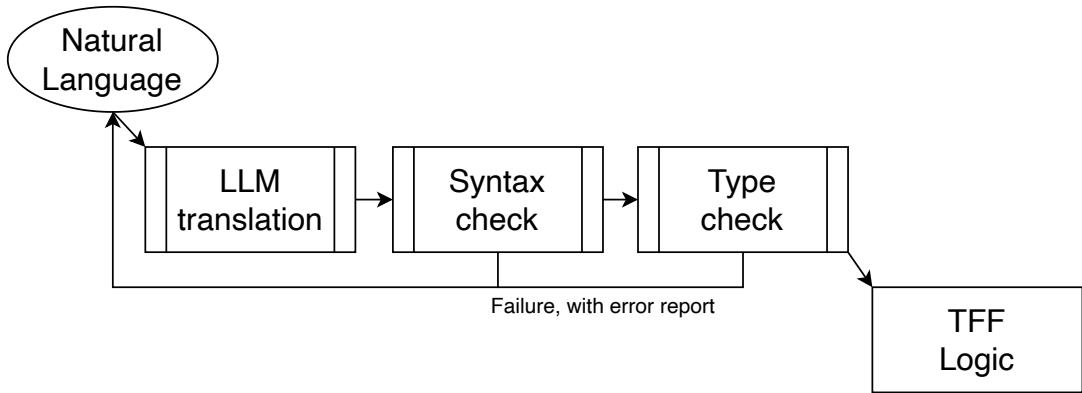 Natural
Language
LLM
translation
Syntax
check
Type
check
Failure, with error report
TFF
Logic